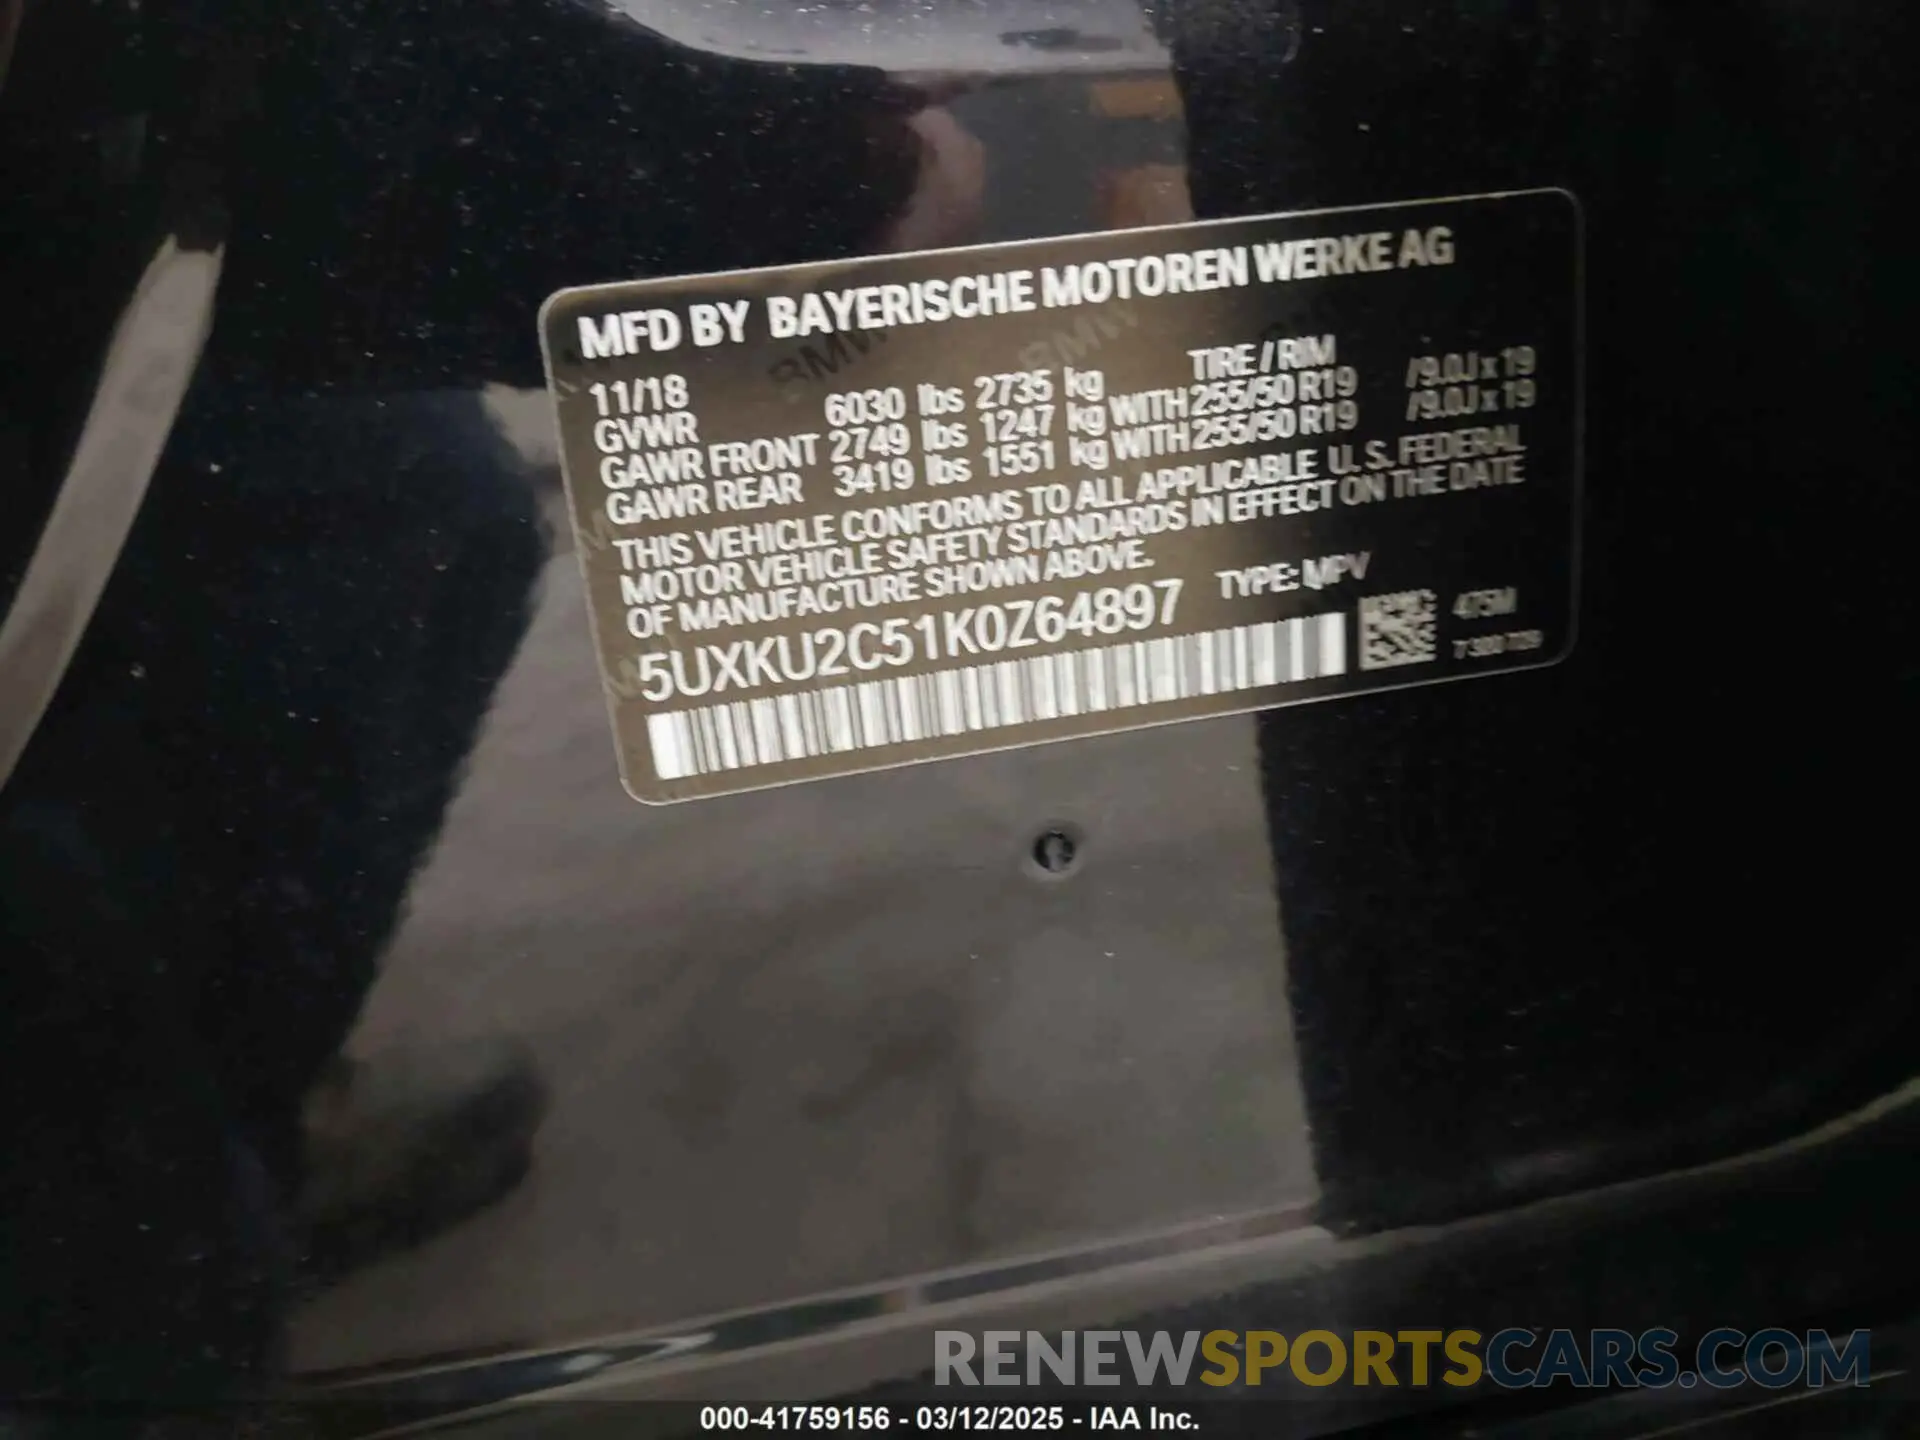 MFD BY BAYERISCHE MOTOREN WERKE AG
11/18 TIRE / RIM
GVWR 6030 lbs 2735 kg
GAWR FRONT 2749 lbs 1247 kg WITH 255/50 R19 /9.0J x 19
GAWR REAR 3419 lbs 1551 kg WITH 255/50 R19 /9.0J x 19
THIS VEHICLE CONFORMS TO ALL APPLICABLE U. S. FEDERAL
MOTOR VEHICLE SAFETY STANDARDS IN EFFECT ON THE DATE
OF MANUFACTURE SHOWN ABOVE.
5UXKU2C51K0Z64897 TYPE: MPV
475M
RENEWSPORTSCARS.COM
000-41759156 - 03/12/2025 - IAA Inc.